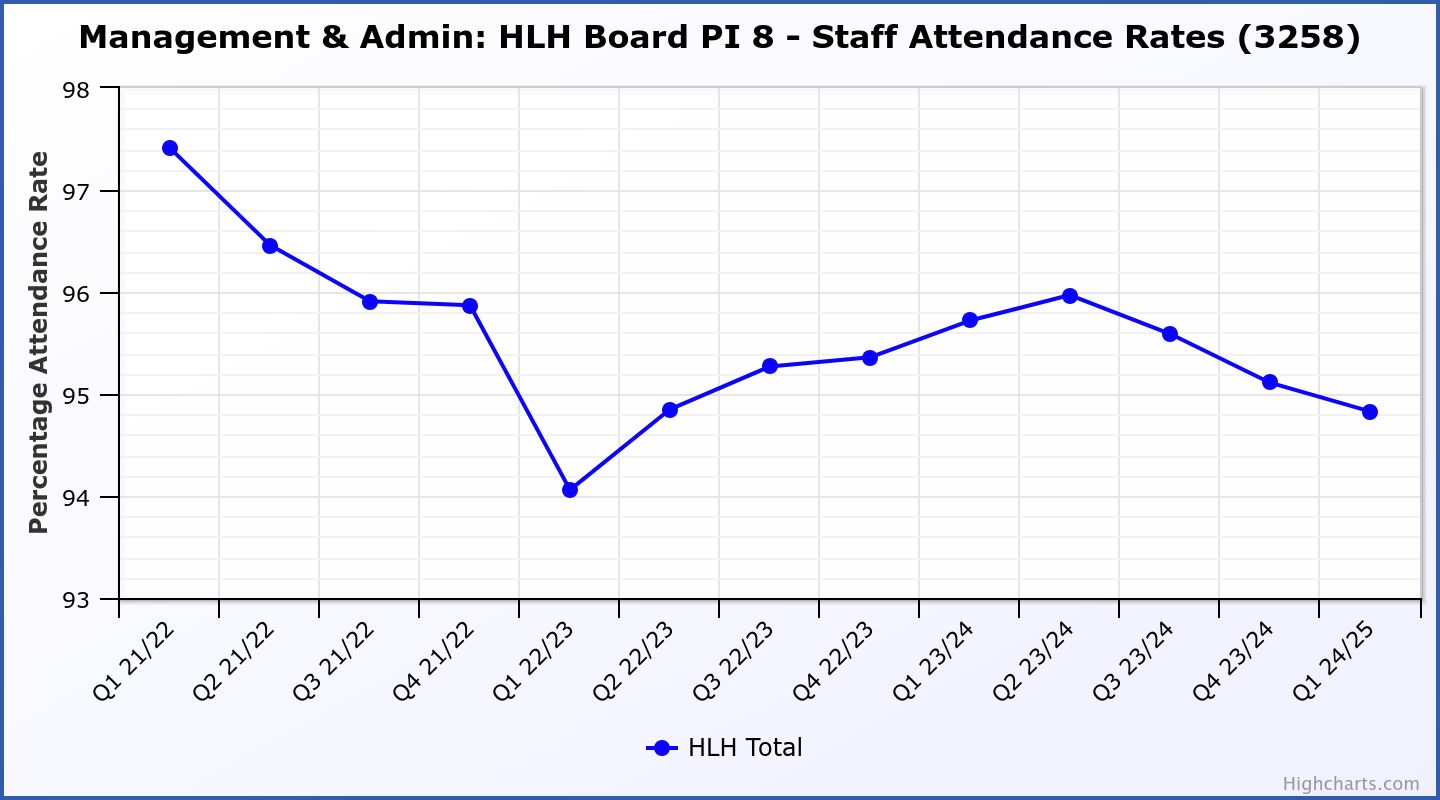 Management & Admin: HLH Board PI 8 - Staff Attendance Rates (3258)
Percentage Attendance Rate
98
97
96
95
94
93
Q1 21/22
Q2 21/22
Q3 21/22
Q4 21/22
Q1 22/23
Q2 22/23
Q3 22/23
Q4 22/23
Q1 23/24
Q2 23/24
Q3 23/24
Q4 23/24
Q1 24/25
HLH Total
Highcharts.com